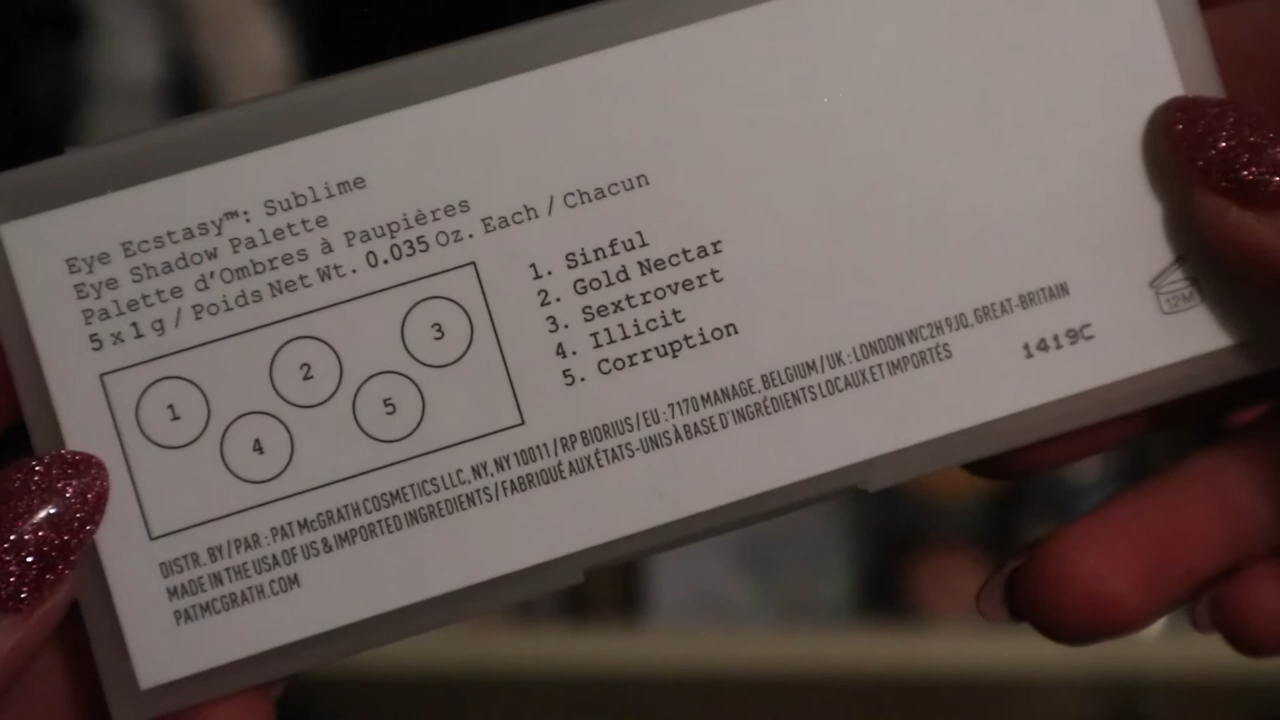 Eye Ecstasy™: Sublime
Eye Shadow Palette
Palette d'Ombres à Paupières
5 x 1 g / Poids Net Wt. 0.035 Oz. Each / Chacun
1
2
3
4
5
1. Sinful
2. Gold Nectar
3. Sextrovert
4. Illicit
5. Corruption
DISTR. BY / PAR : PAT McGRATH COSMETICS LLC, NY, NY 10011 / RP BIORIUS / EU : 7170 MANAGE, BELGIUM / UK : LONDON WC2H 9JQ, GREAT-BRITAIN
MADE IN THE USA OF US & IMPORTED INGREDIENTS / FABRIQUÉ AUX ÉTATS-UNIS À BASE D'INGRÉDIENTS LOCAUX ET IMPORTÉS
PATMCGRATH.COM
1419C
12M